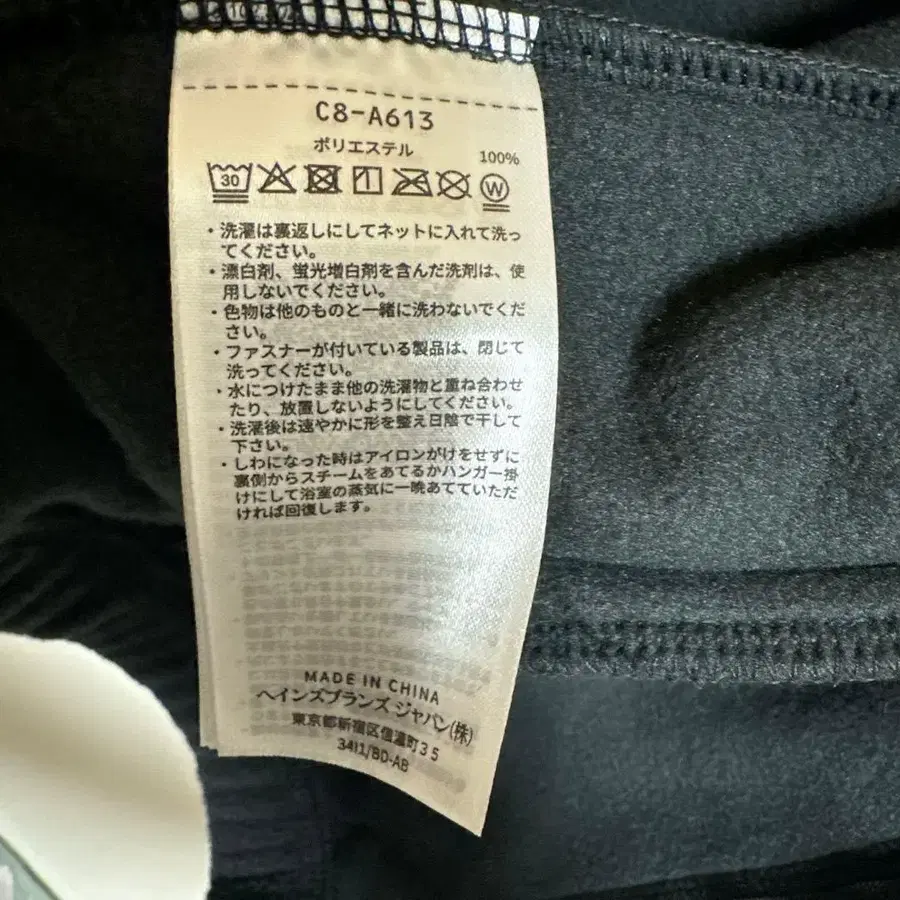 C8-A613
ポリエステル 100%
30 W
・洗濯は裏返しにしてネットに入れて洗っ
てください。
・漂白剤、蛍光増白剤を含んだ洗剤は、使
用しないでください。
・色物は他のものと一緒に洗わないでくだ
さい。
・ファスナーが付いている製品は、閉じて
洗ってください。
・水につけたまま他の洗濯物と重ね合わせ
たり、放置しないようにしてください。
・洗濯後は速やかに形を整え日陰で干して
下さい。
・しわになった時はアイロンがけをせずに
裏側からスチームをあてるかハンガー掛
けにして浴室の蒸気に一晩あてていただ
ければ回復します。
MADE IN CHINA
ヘインズブランズ ジャパン(株)
東京都新宿区信濃町35
34I1/BD-AB